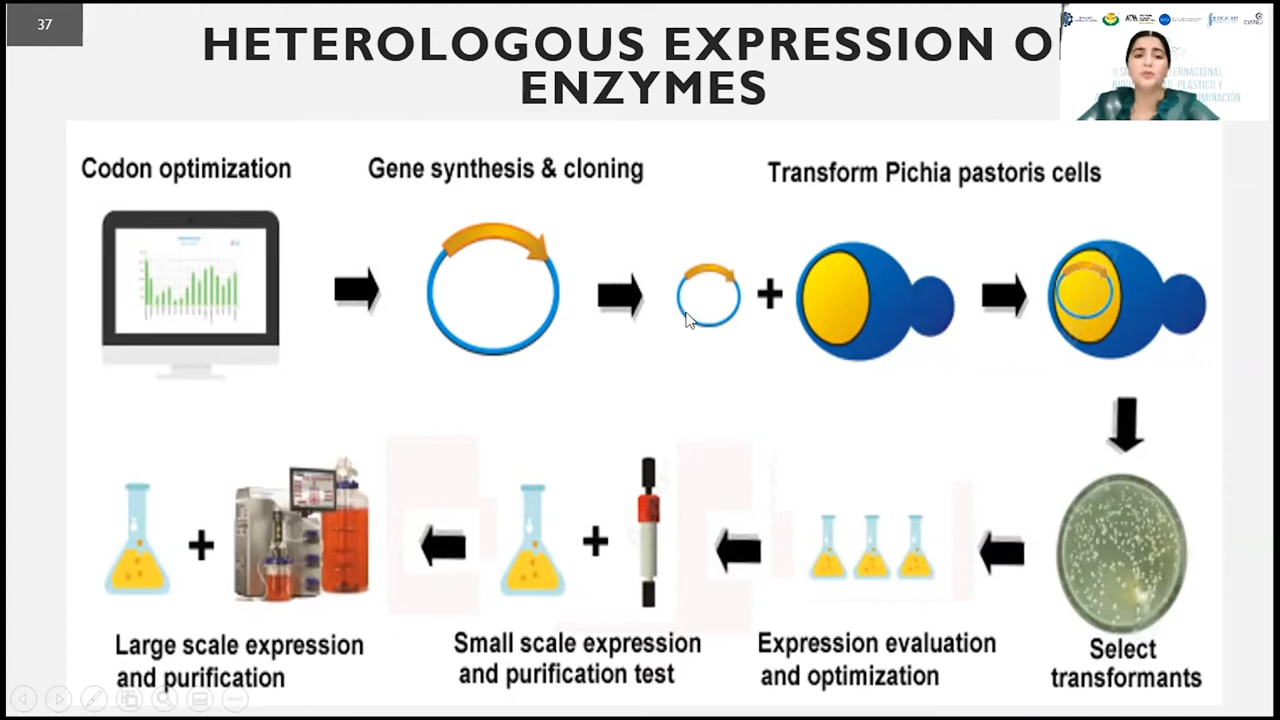 37
HETEROLOGOUS EXPRESSION O
ENZYMES
Codon optimization
Gene synthesis & cloning
Transform Pichia pastoris cells
Large scale expression
and purification
Small scale expression
and purification test
Expression evaluation
and optimization
Select
transformants